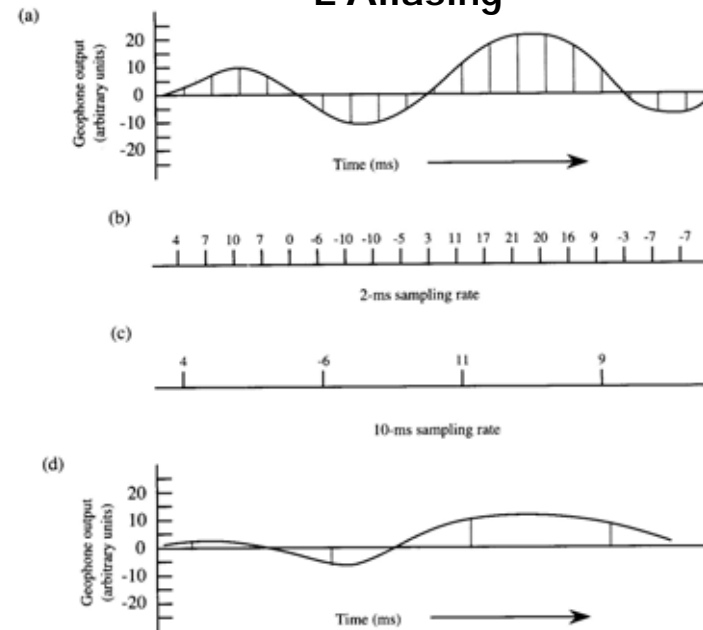 (a)
Geophone output
(arbitrary units)
20
10
0
-10
-20
Time (ms)
(b)
4 7 10 7 0 -6 -10 -10 -5 3 11 17 21 20 16 9 -3 -7 -7
2-ms sampling rate
(c)
4 -6 11 9
10-ms sampling rate
(d)
Geophone output
(arbitrary units)
20
10
0
-10
-20
Time (ms)